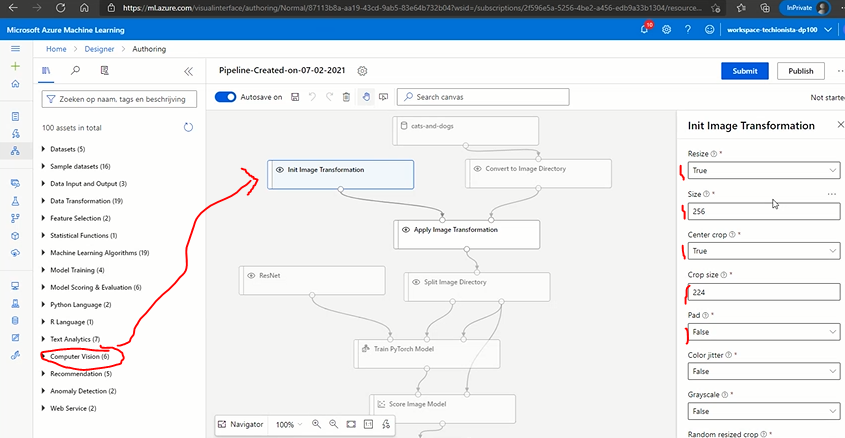 https://ml.azure.com/visualinterface/authoring/Normal/87113b8a-aa19-43cd-9ab5-83e64b732b04?wsid=/subscriptions/2f596e5a-5256-4be2-a456-edb9a33b1304/resource...
InPrivate
Microsoft Azure Machine Learning
10
workspace-techionista-dp100
Home > Designer > Authoring
Pipeline-Created-on-07-02-2021
Submit
Publish
Zoeken op naam, tags en beschrijving
Autosave on
Search canvas
Not started
100 assets in total
Datasets (5)
Sample datasets (16)
Data Input and Output (3)
Data Transformation (19)
Feature Selection (2)
Statistical Functions (1)
Machine Learning Algorithms (19)
Model Training (4)
Model Scoring & Evaluation (6)
Python Language (2)
R Language (1)
Text Analytics (7)
Computer Vision (6)
Recommendation (5)
Anomaly Detection (2)
Web Service (2)
cats-and-dogs
Init Image Transformation
Convert to Image Directory
Apply Image Transformation
ResNet
Split Image Directory
Train PyTorch Model
Score Image Model
Navigator
100%
1:1
Init Image Transformation
Resize *
True
Size *
256
Center crop *
True
Crop size *
224
Pad *
False
Color jitter *
False
Grayscale *
False
Random resized crop *